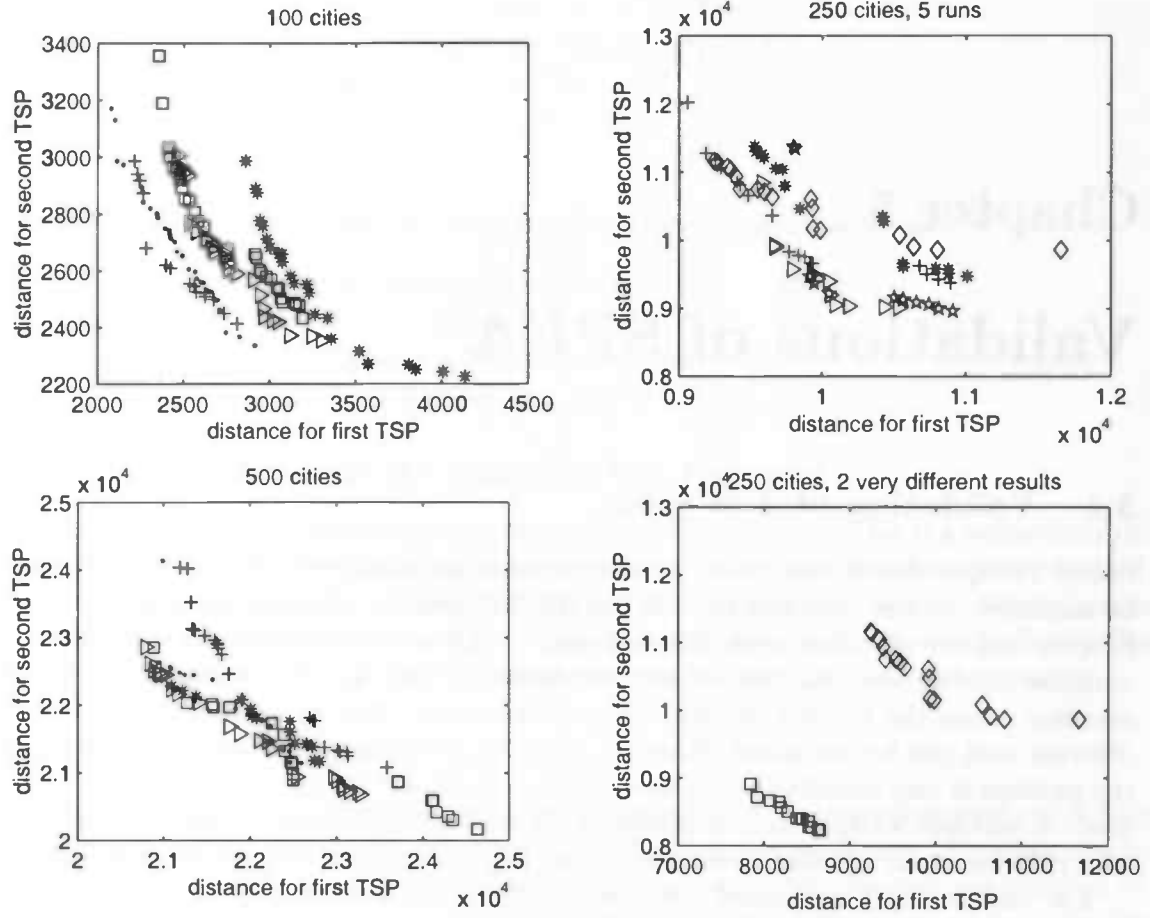 100 cities
3400
3200
3000
2800
2600
2400
2200
2000 2500 3000 3500 4000 4500
distance for first TSP
distance for second TSP
x 10^4
250 cities, 5 runs
1.3
1.2
1.1
1
0.9
0.8
0.9 1 1.1 1.2
distance for first TSP
x 10^4
distance for second TSP
x 10^4
500 cities
2.5
2.4
2.3
2.2
2.1
2
2 2.1 2.2 2.3 2.4 2.5
distance for first TSP
x 10^4
distance for second TSP
x 10^4
250 cities, 2 very different results
1.3
1.2
1.1
1
0.9
0.8
7000 8000 9000 10000 11000 12000
distance for first TSP
distance for second TSP
Chapter 5